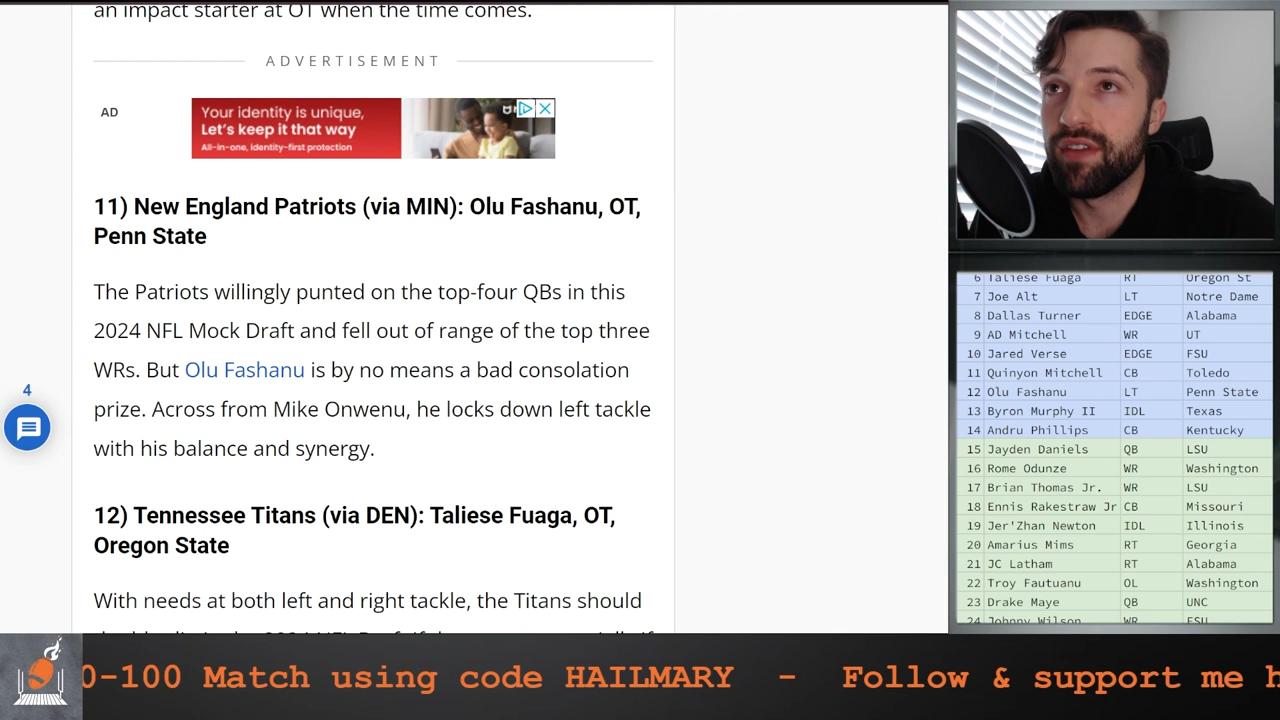 an impact starter at OT when the time comes.
ADVERTISEMENT
AD
Your identity is unique,
Let's keep it that way
All-in-one, identity-first protection
11) New England Patriots (via MIN): Olu Fashanu, OT,
Penn State
The Patriots willingly punted on the top-four QBs in this
2024 NFL Mock Draft and fell out of range of the top three
WRs. But Olu Fashanu is by no means a bad consolation
prize. Across from Mike Onwenu, he locks down left tackle
with his balance and synergy.
4
12) Tennessee Titans (via DEN): Taliese Fuaga, OT,
Oregon State
With needs at both left and right tackle, the Titans should
6 Taliese Fuaga RT Oregon St
7 Joe Alt LT Notre Dame
8 Dallas Turner EDGE Alabama
9 AD Mitchell WR UT
10 Jared Verse EDGE FSU
11 Quinyon Mitchell CB Toledo
12 Olu Fashanu LT Penn State
13 Byron Murphy II IDL Texas
14 Andru Phillips CB Kentucky
15 Jayden Daniels QB LSU
16 Rome Odunze WR Washington
17 Brian Thomas Jr. WR LSU
18 Ennis Rakestraw Jr CB Missouri
19 Jer'Zhan Newton IDL Illinois
20 Amarius Mims RT Georgia
21 JC Latham RT Alabama
22 Troy Fautuanu OL Washington
23 Drake Maye QB UNC
24 Johnny Wilson WR FSU
0-100 Match using code HAILMARY - Follow & support me h